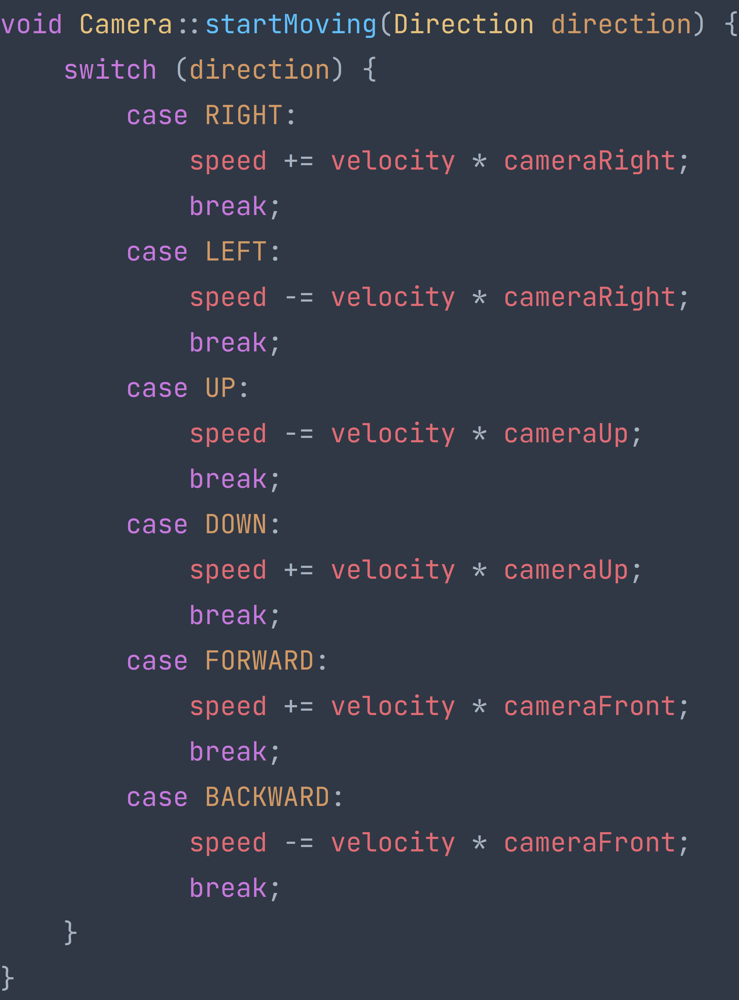 void Camera::startMoving(Direction direction) {
    switch (direction) {
        case RIGHT:
            speed += velocity * cameraRight;
            break;
        case LEFT:
            speed -= velocity * cameraRight;
            break;
        case UP:
            speed -= velocity * cameraUp;
            break;
        case DOWN:
            speed += velocity * cameraUp;
            break;
        case FORWARD:
            speed += velocity * cameraFront;
            break;
        case BACKWARD:
            speed -= velocity * cameraFront;
            break;
    }
}